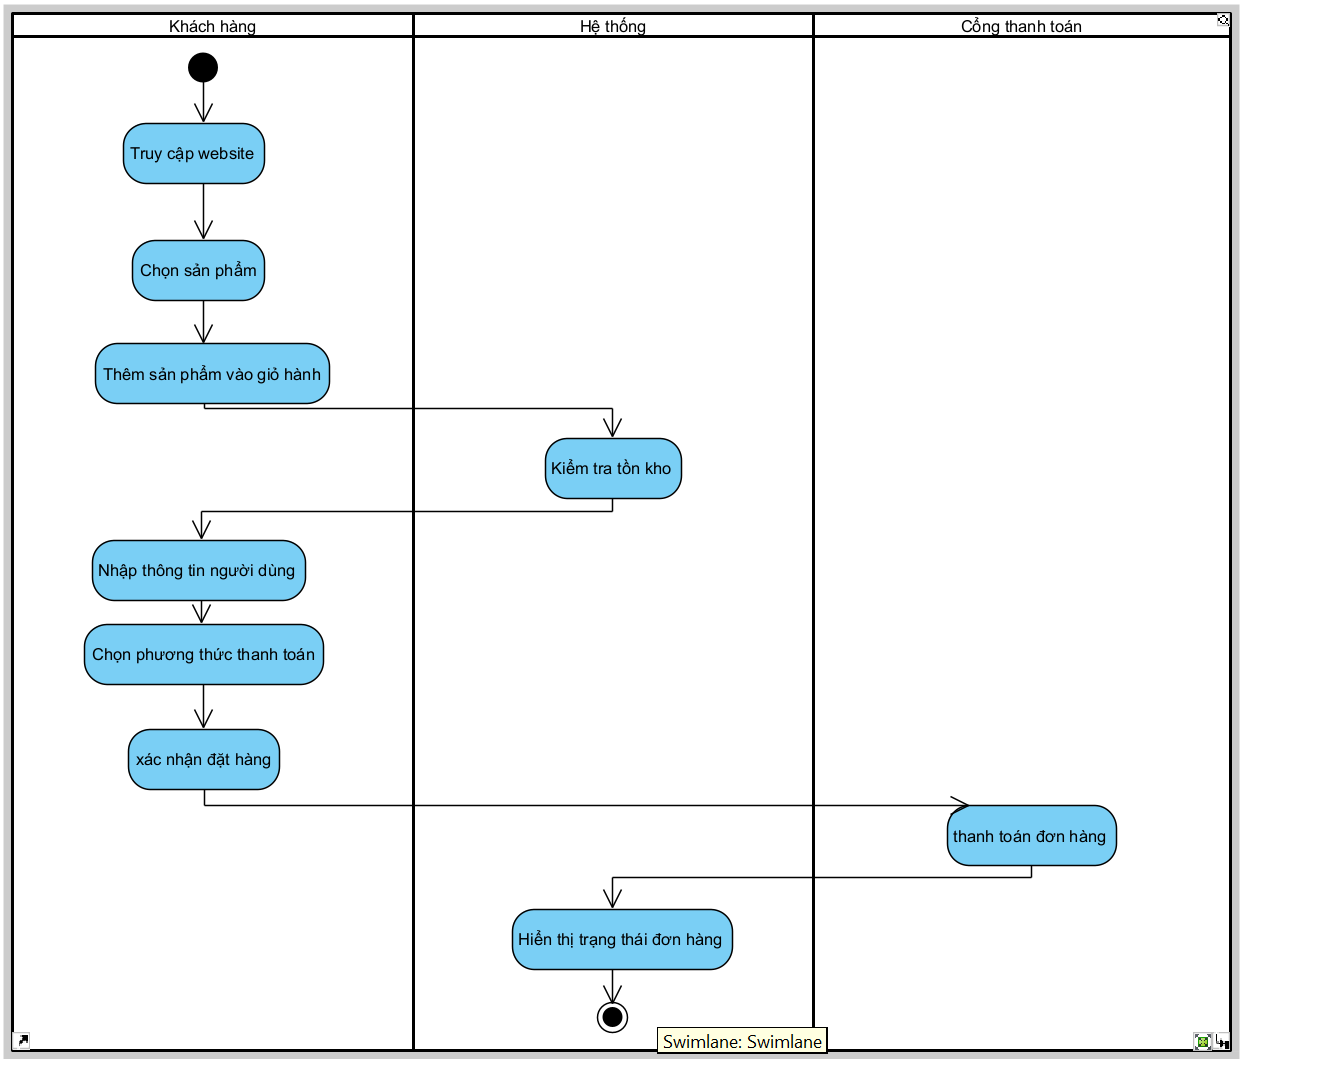 Khách hàng
Hệ thống
Cổng thanh toán
Truy cập website
Chọn sản phẩm
Thêm sản phẩm vào giỏ hành
Kiểm tra tồn kho
Nhập thông tin người dùng
Chọn phương thức thanh toán
xác nhận đặt hàng
thanh toán đơn hàng
Hiển thị trạng thái đơn hàng
Swimlane: Swimlane